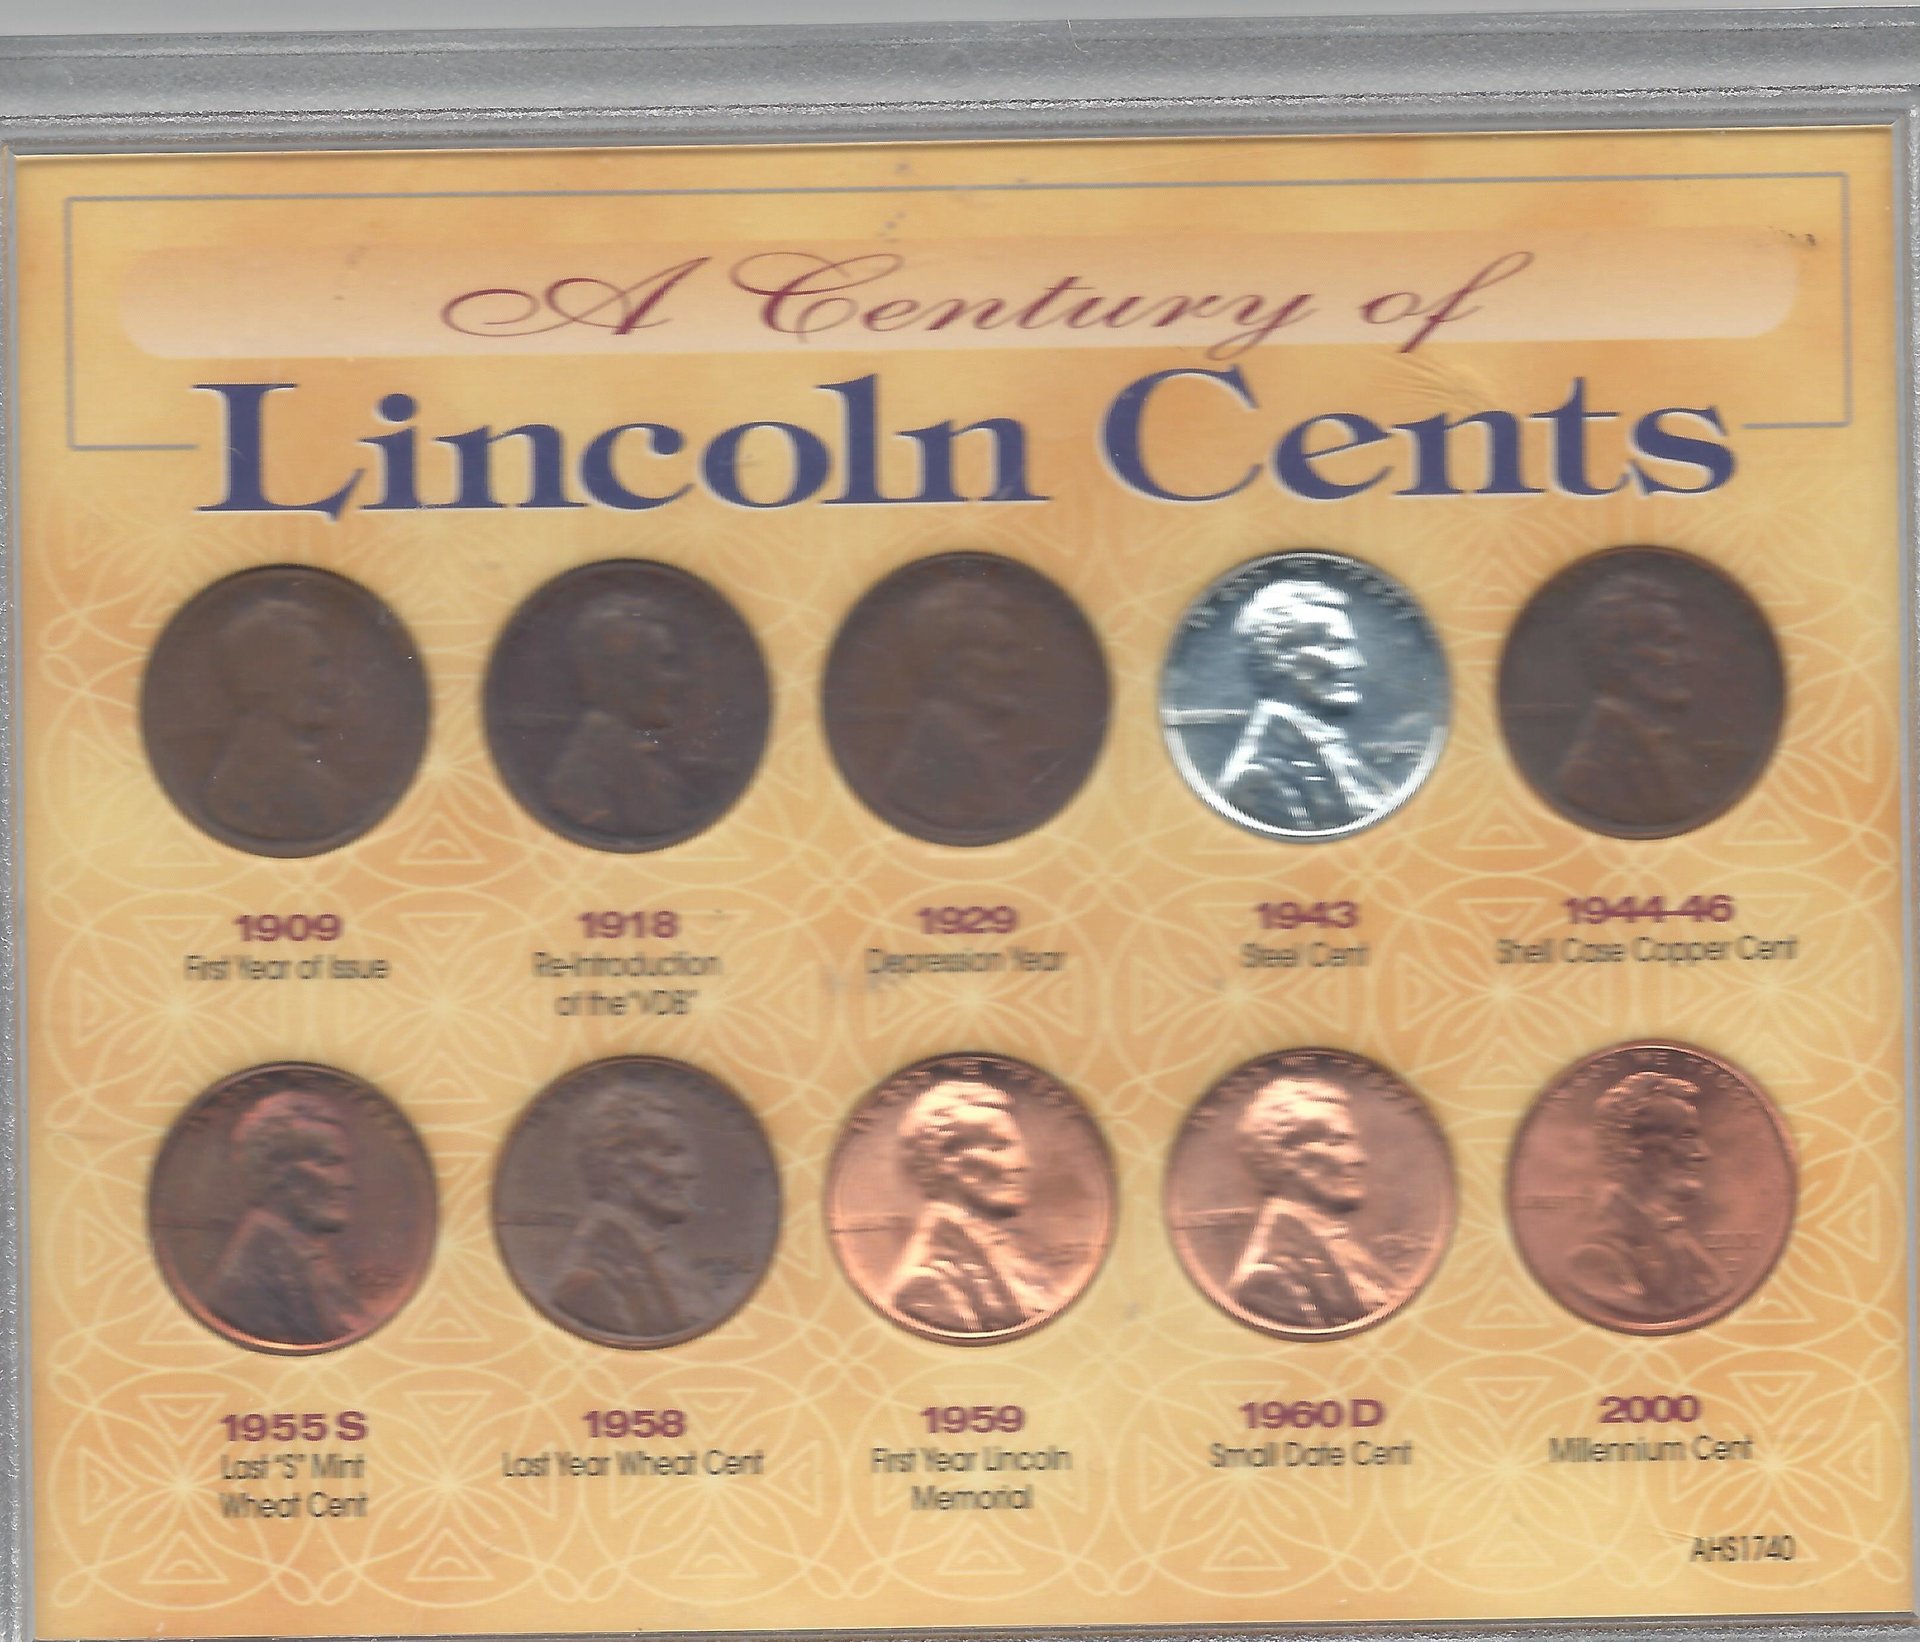 A Century of
Lincoln Cents
1909
First Year of Issue
1918
Re-Introduction
of the "VDB"
1929
Depression Year
1943
Steel Cent
1944-46
Shell Case Copper Cent
1955 S
Last "S" Mint
Wheat Cent
1958
Last Year Wheat Cent
1959
First Year Lincoln
Memorial
1960 D
Small Date Cent
2000
Millennium Cent
AHS1740